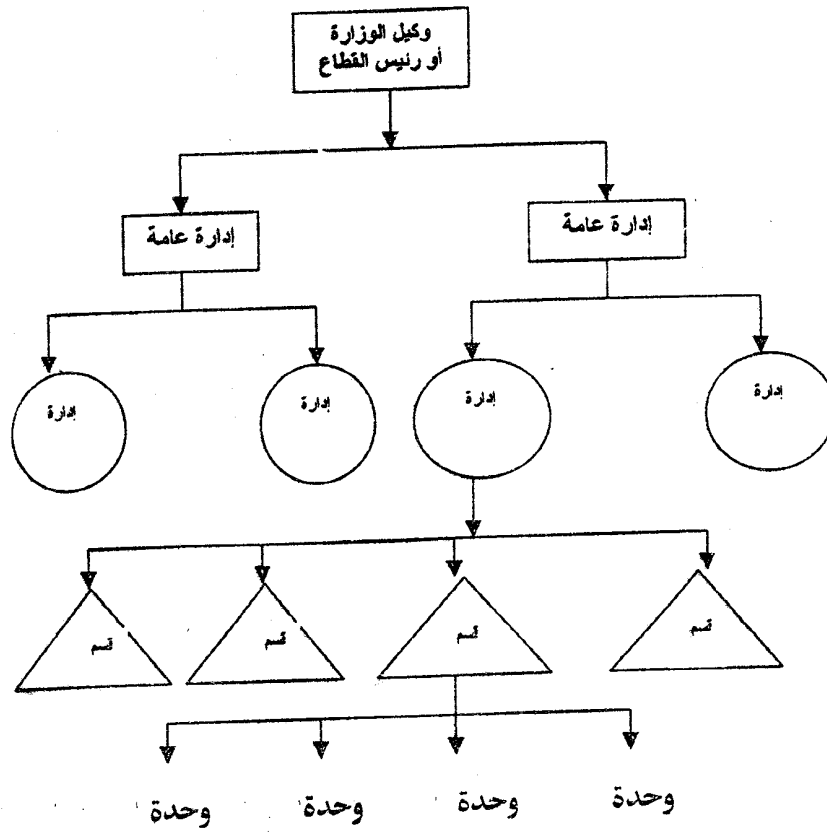 وكيل الوزارة
أو رئيس القطاع
إدارة عامة
إدارة عامة
إدارة
إدارة
إدارة
إدارة
قسم
قسم
قسم
قسم
وحدة
وحدة
وحدة
وحدة